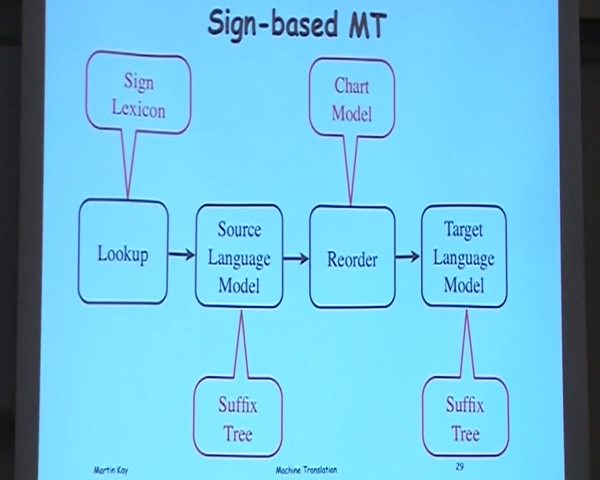 Sign-based MT
Sign
Lexicon
Chart
Model
Lookup
Source
Language
Model
Reorder
Target
Language
Model
Suffix
Tree
Suffix
Tree
Martin Kay
Machine Translation
29